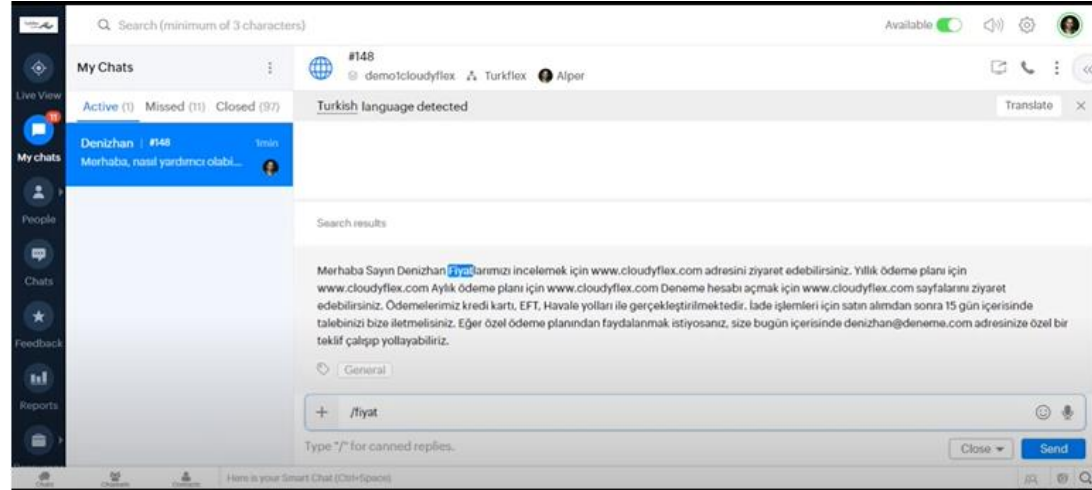 Search (minimum of 3 characters)
Available
My Chats
#148
demo1cloudyflex Turkflex Alper
Live View
Active (1) Missed (11) Closed (97)
Turkish language detected
Translate
11
My chats
Denizhan | #148 1min
Merhaba, nasıl yardımcı olabi...
People
Search results
Chats
Merhaba Sayın Denizhan Fiyatlarımızı incelemek için www.cloudyflex.com adresini ziyaret edebilirsiniz. Yıllık ödeme planı için
www.cloudyflex.com Aylık ödeme planı için www.cloudyflex.com Deneme hesabı açmak için www.cloudyflex.com sayfalarını ziyaret
edebilirsiniz. Ödemelerimiz kredi kartı, EFT, Havale yolları ile gerçekleştirilmektedir. İade işlemleri için satın alımdan sonra 15 gün içerisinde
talebinizi bize iletmelisiniz. Eğer özel ödeme planından faydalanmak istiyosanız, size bugün içerisinde denizhan@deneme.com adresinize özel bir
teklif çalışıp yollayabiliriz.
Feedback
General
Reports
/fiyat
Type "/" for canned replies.
Close
Send
Chats Channels Contacts Here is your Smart Chat (Ctrl+Space)